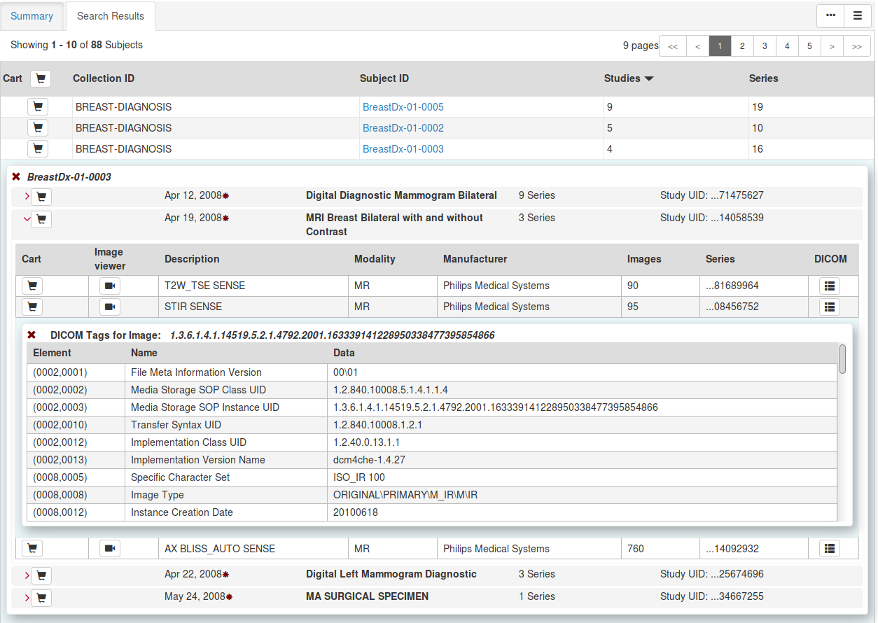 Summary Search Results
Showing 1 - 10 of 88 Subjects 9 pages << < 1 2 3 4 5 > >>
Cart Collection ID Subject ID Studies Series
BREAST-DIAGNOSIS BreastDx-01-0005 9 19
BREAST-DIAGNOSIS BreastDx-01-0002 5 10
BREAST-DIAGNOSIS BreastDx-01-0003 4 16
BreastDx-01-0003
Apr 12, 2008 Digital Diagnostic Mammogram Bilateral 9 Series Study UID: ...71475627
Apr 19, 2008 MRI Breast Bilateral with and without 3 Series Study UID: ...14058539
Contrast
Cart Image viewer Description Modality Manufacturer Images Series DICOM
T2W_TSE SENSE MR Philips Medical Systems 90 ...81689964
STIR SENSE MR Philips Medical Systems 95 ...08456752
DICOM Tags for Image: 1.3.6.1.4.1.14519.5.2.1.4792.2001.163339141228950338477395854866
Element Name Data
(0002,0001) File Meta Information Version 00\01
(0002,0002) Media Storage SOP Class UID 1.2.840.10008.5.1.4.1.1.4
(0002,0003) Media Storage SOP Instance UID 1.3.6.1.4.1.14519.5.2.1.4792.2001.163339141228950338477395854866
(0002,0010) Transfer Syntax UID 1.2.840.10008.1.2.1
(0002,0012) Implementation Class UID 1.2.40.0.13.1.1
(0002,0013) Implementation Version Name dcm4che-1.4.27
(0008,0005) Specific Character Set ISO_IR 100
(0008,0008) Image Type ORIGINAL\PRIMARY\M_IR\M\IR
(0008,0012) Instance Creation Date 20100618
AX BLISS_AUTO SENSE MR Philips Medical Systems 760 ...14092932
Apr 22, 2008 Digital Left Mammogram Diagnostic 3 Series Study UID: ...25674696
May 24, 2008 MA SURGICAL SPECIMEN 1 Series Study UID: ...34667255